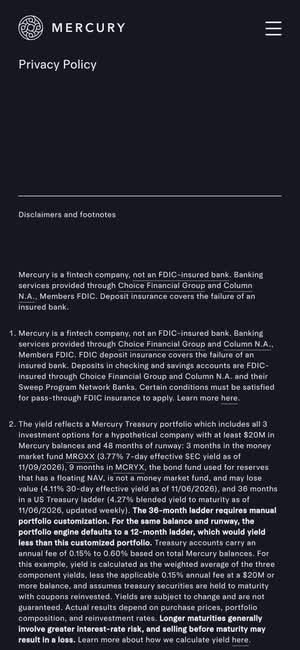 MERCURY
Privacy Policy
Disclaimers and footnotes
Mercury is a fintech company, not an FDIC-insured bank. Banking
services provided through Choice Financial Group and Column
N.A., Members FDIC. Deposit insurance covers the failure of an
insured bank.
1. Mercury is a fintech company, not an FDIC-insured bank. Banking
services provided through Choice Financial Group and Column N.A.,
Members FDIC. FDIC deposit insurance covers the failure of an
insured bank. Deposits in checking and savings accounts are FDIC-
insured through Choice Financial Group and Column N.A. and their
Sweep Program Network Banks. Certain conditions must be satisfied
for pass-through FDIC insurance to apply. Learn more here.
2. The yield reflects a Mercury Treasury portfolio which includes all 3
investment options for a hypothetical company with at least $20M in
Mercury balances and 48 months of runway: 3 months in the money
market fund MRGXX (3.77% 7-day effective SEC yield as of
11/09/2026), 9 months in MCRYX, the bond fund used for reserves
that has a floating NAV, is not a money market fund, and may lose
value (4.11% 30-day effective yield as of 11/06/2026), and 36 months
in a US Treasury ladder (4.27% blended yield to maturity as of
11/06/2026, updated weekly). The 36-month ladder requires manual
portfolio customization. For the same balance and runway, the
portfolio engine defaults to a 12-month ladder, which would yield
less than this customized portfolio. Treasury accounts carry an
annual fee of 0.15% to 0.60% based on total Mercury balances. For
this example, yield is calculated as the weighted average of the three
component yields, less the applicable 0.15% annual fee at a $20M or
more balance, and assumes treasury securities are held to maturity
with coupons reinvested. Yields are subject to change and are not
guaranteed. Actual results depend on purchase prices, portfolio
composition, and reinvestment rates. Longer maturities generally
involve greater interest-rate risk, and selling before maturity may
result in a loss. Learn more about how we calculate yield here.